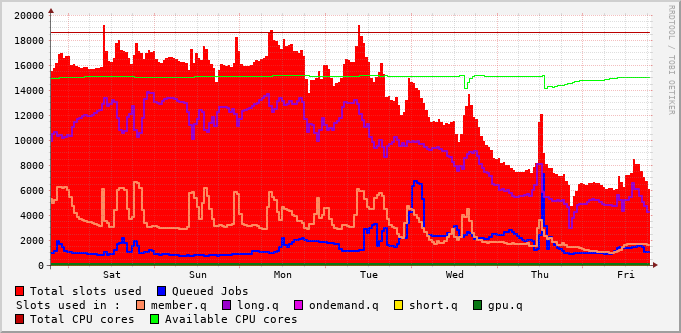 RRDTOOL / TOBI OETIKER
20000
18000
16000
14000
12000
10000
8000
6000
4000
2000
0
Sat Sun Mon Tue Wed Thu Fri
Total slots used Queued Jobs
Slots used in : member.q long.q ondemand.q short.q gpu.q
Total CPU cores
Available CPU cores